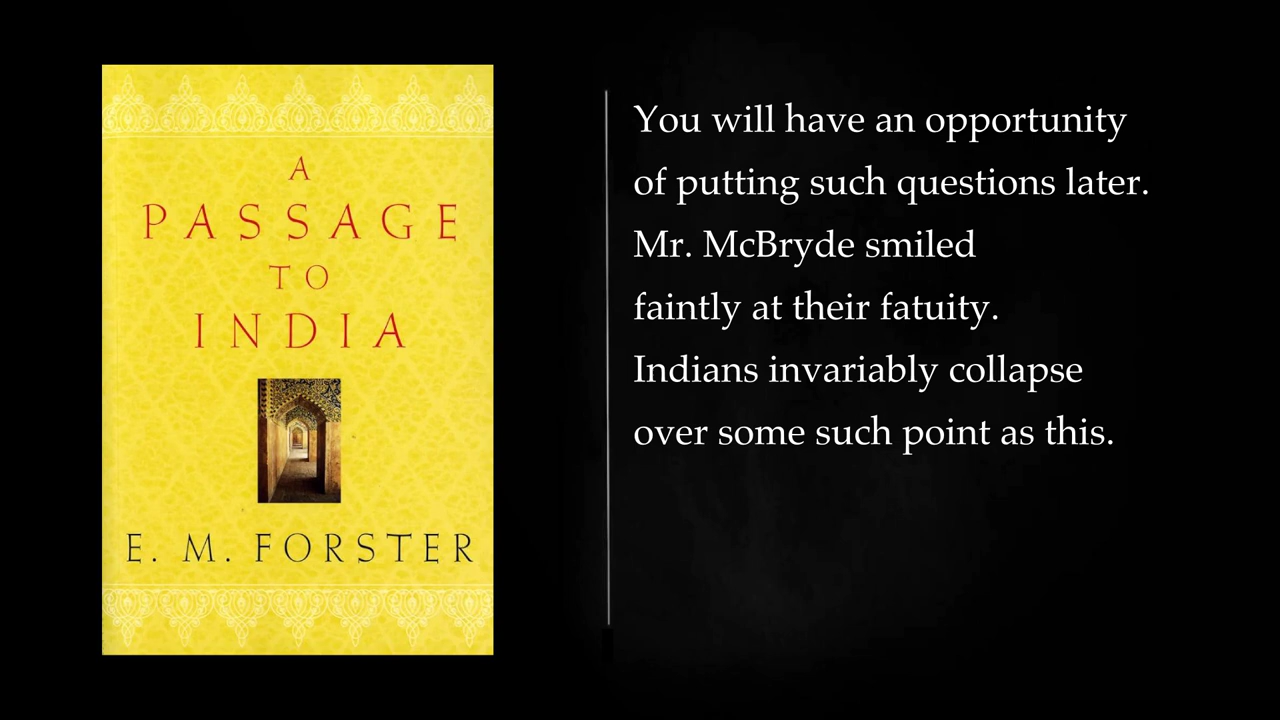 A
PASSAGE
TO
INDIA
E. M. FORSTER
You will have an opportunity
of putting such questions later.
Mr. McBryde smiled
faintly at their fatuity.
Indians invariably collapse
over some such point as this.